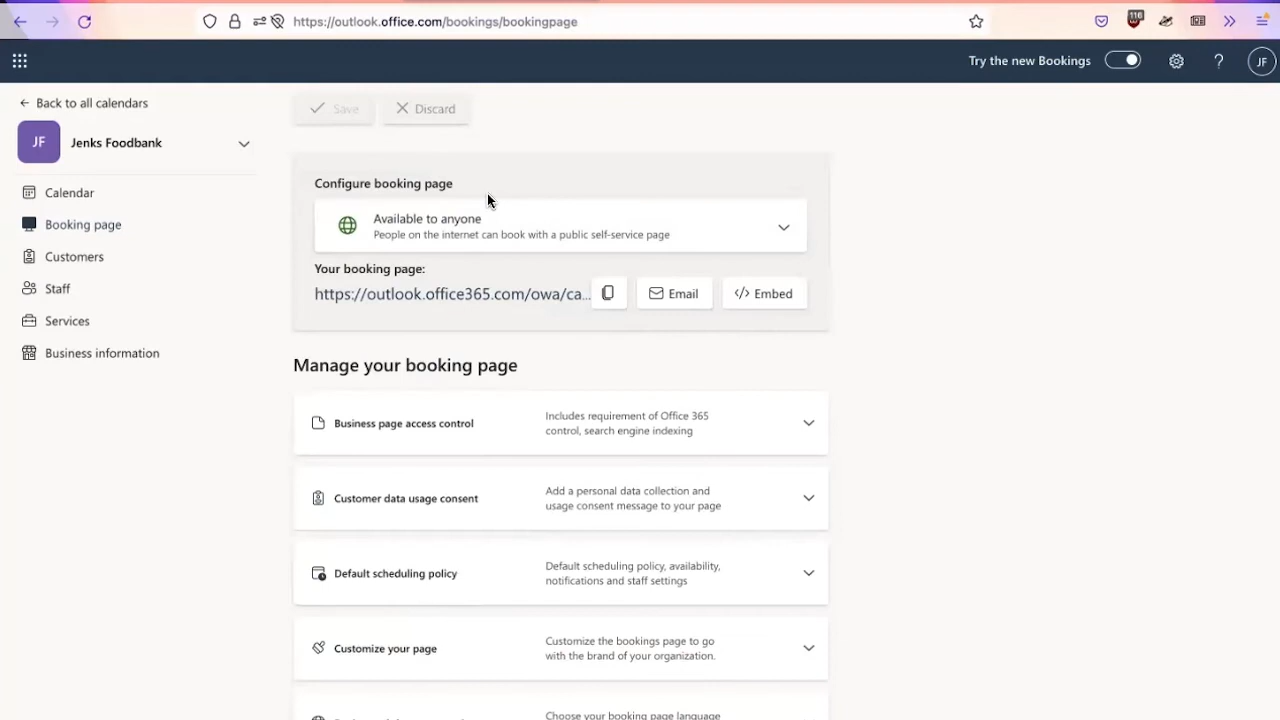 https://outlook.office.com/bookings/bookingpage
116
Try the new Bookings
?
JF
Back to all calendars
JF
Jenks Foodbank
Calendar
Booking page
Customers
Staff
Services
Business information
Save
Discard
Configure booking page
Available to anyone
People on the internet can book with a public self-service page
Your booking page:
https://outlook.office365.com/owa/ca...
Email
Embed
Manage your booking page
Business page access control
Includes requirement of Office 365
control, search engine indexing
Customer data usage consent
Add a personal data collection and
usage consent message to your page
Default scheduling policy
Default scheduling policy, availability,
notifications and staff settings
Customize your page
Customize the bookings page to go
with the brand of your organization.
Choose your booking page language